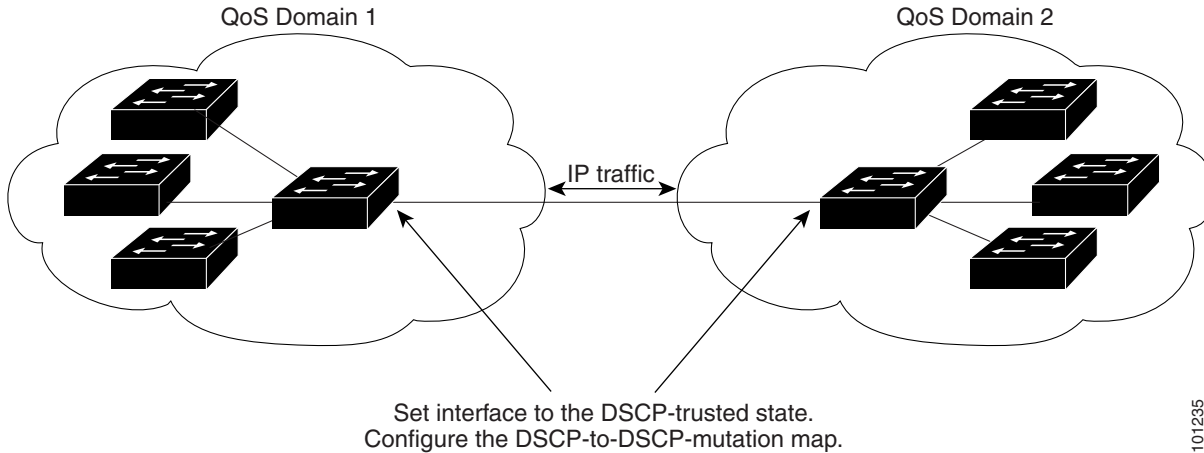 QoS Domain 1
QoS Domain 2
IP traffic
Set interface to the DSCP-trusted state.
Configure the DSCP-to-DSCP-mutation map.
101235